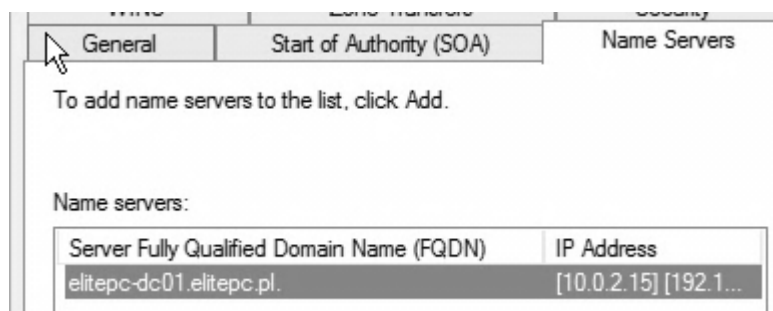 General Start of Authority (SOA) Name Servers
To add name servers to the list, click Add.
Name servers:
Server Fully Qualified Domain Name (FQDN) IP Address
elitepc-dc01.elitepc.pl. [10.0.2.15] [192.1...